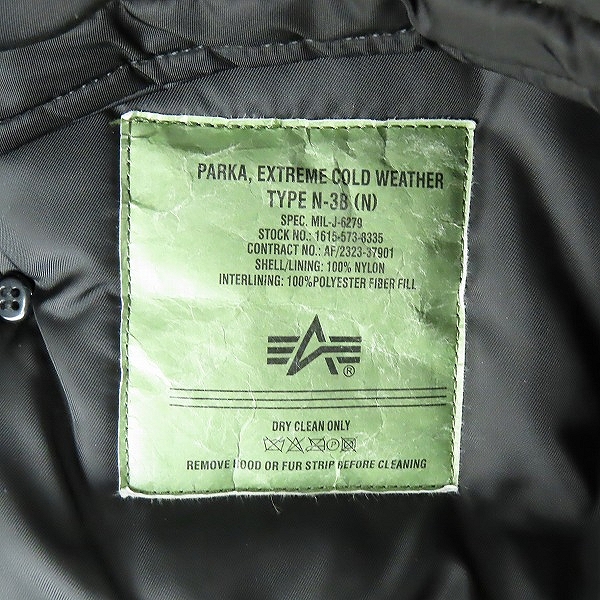 PARKA, EXTREME COLD WEATHER
TYPE N-3B (N)
SPEC. MIL-J-6279
STOCK NO.: 1615-573-8335
CONTRACT NO.: AF/2323-37901
SHELL/LINING: 100% NYLON
INTERLINING: 100%POLYESTER FIBER FILL
®
DRY CLEAN ONLY
P
REMOVE HOOD OR FUR STRIP BEFORE CLEANING